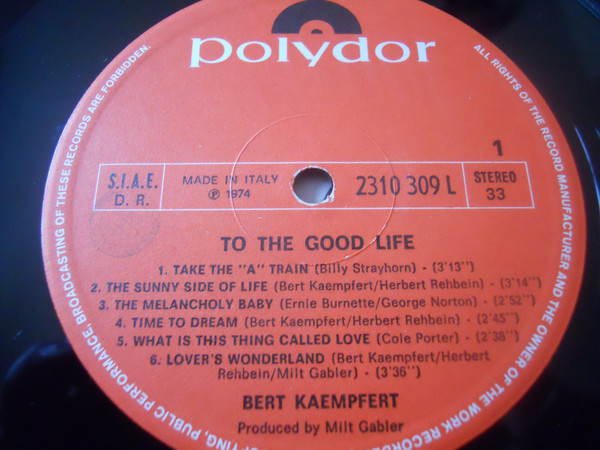 polydor
ALL RIGHTS OF THE RECORD MANUFACTURER AND THE OWNER OF THE WORK
PUBLIC PERFORMANCE, BROADCASTING OF THESE RECORDS ARE FORBIDDEN.
1
S.I.A.E.
D. R.
MADE IN ITALY
℗ 1974
2310 309 L
STEREO
33
TO THE GOOD LIFE
1. TAKE THE "A" TRAIN (Billy Strayhorn) - (3'13'')
2. THE SUNNY SIDE OF LIFE (Bert Kaempfert/Herbert Rehbein) - (3'14'')
3. THE MELANCHOLY BABY (Ernie Burnette/George Norton) - (2'52'')
4. TIME TO DREAM (Bert Kaempfert/Herbert Rehbein) - (2'45'')
5. WHAT IS THIS THING CALLED LOVE (Cole Porter) - (2'38'')
6. LOVER'S WONDERLAND (Bert Kaempfert/Herbert
Rehbein/Milt Gabler) - (3'36'')
BERT KAEMPFERT
Produced by Milt Gabler